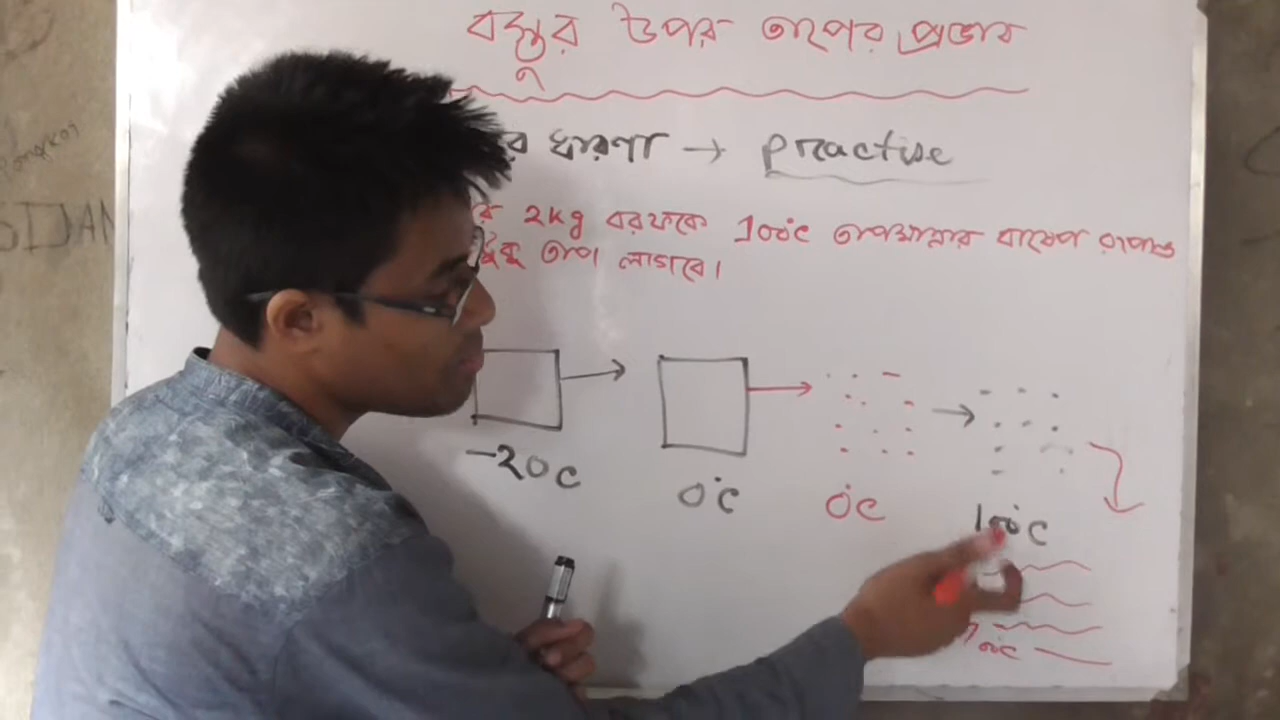 বস্তুর উপর তাপের প্রভাব
ধারণা → practise
2kg বরফকে 100°c তাপমাত্রার বাষ্পে রূপান্ত
তাপ লাগবে।
-20c
0°c
0°c
100°c